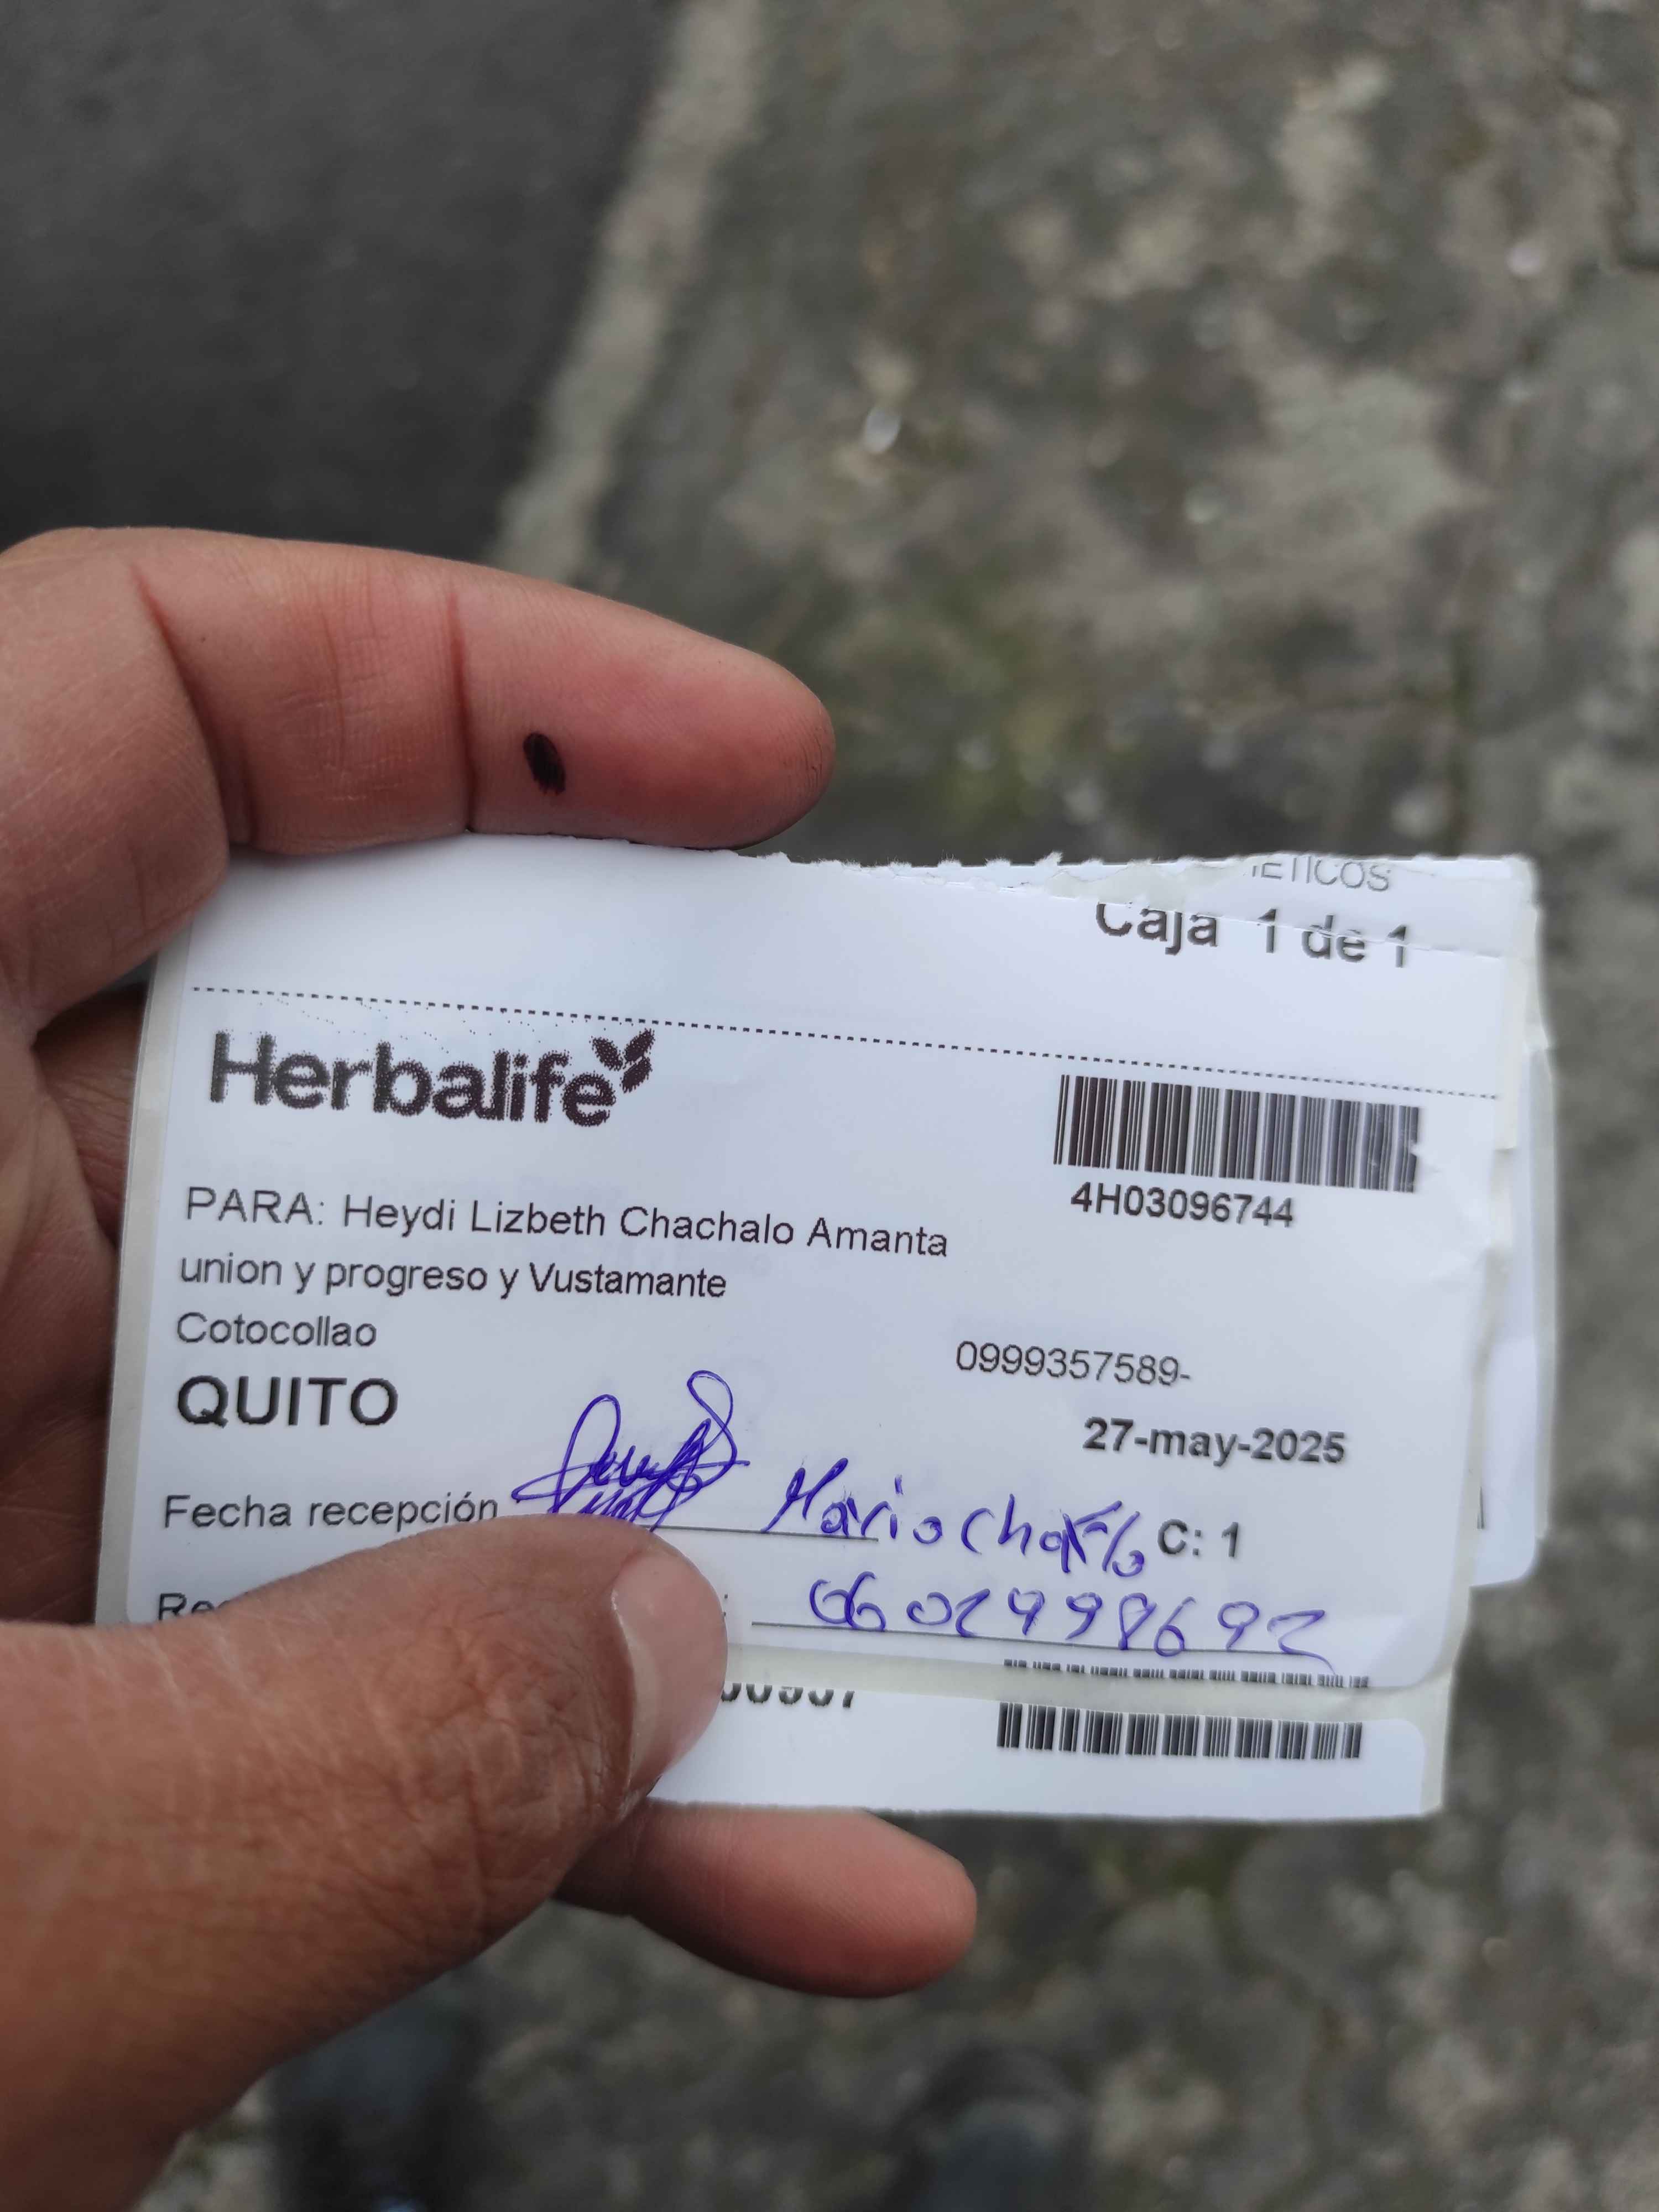 Caja 1 de 1
Herbalife
4H03096744
PARA: Heydi Lizbeth Chachalo Amanta
union y progreso y Vustamante
Cotocollao
0999357589-
QUITO
27-may-2025
Fecha recepción
Mario C: 1